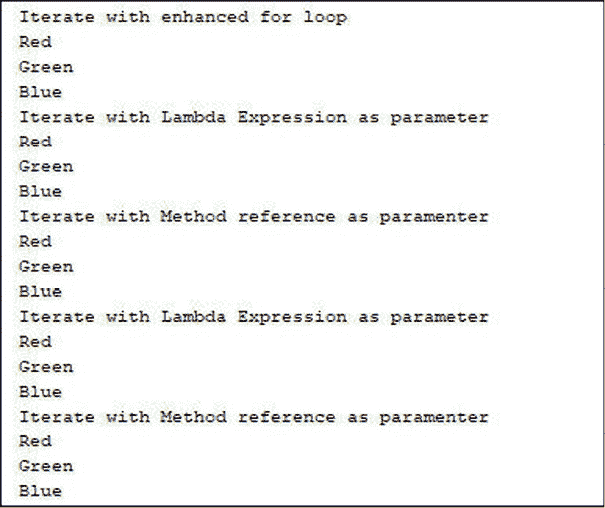 Iterate with enhanced for loop
Red
Green
Blue
Iterate with Lambda Expression as parameter
Red
Green
Blue
Iterate with Method reference as paramenter
Red
Green
Blue
Iterate with Lambda Expression as parameter
Red
Green
Blue
Iterate with Method reference as paramenter
Red
Green
Blue